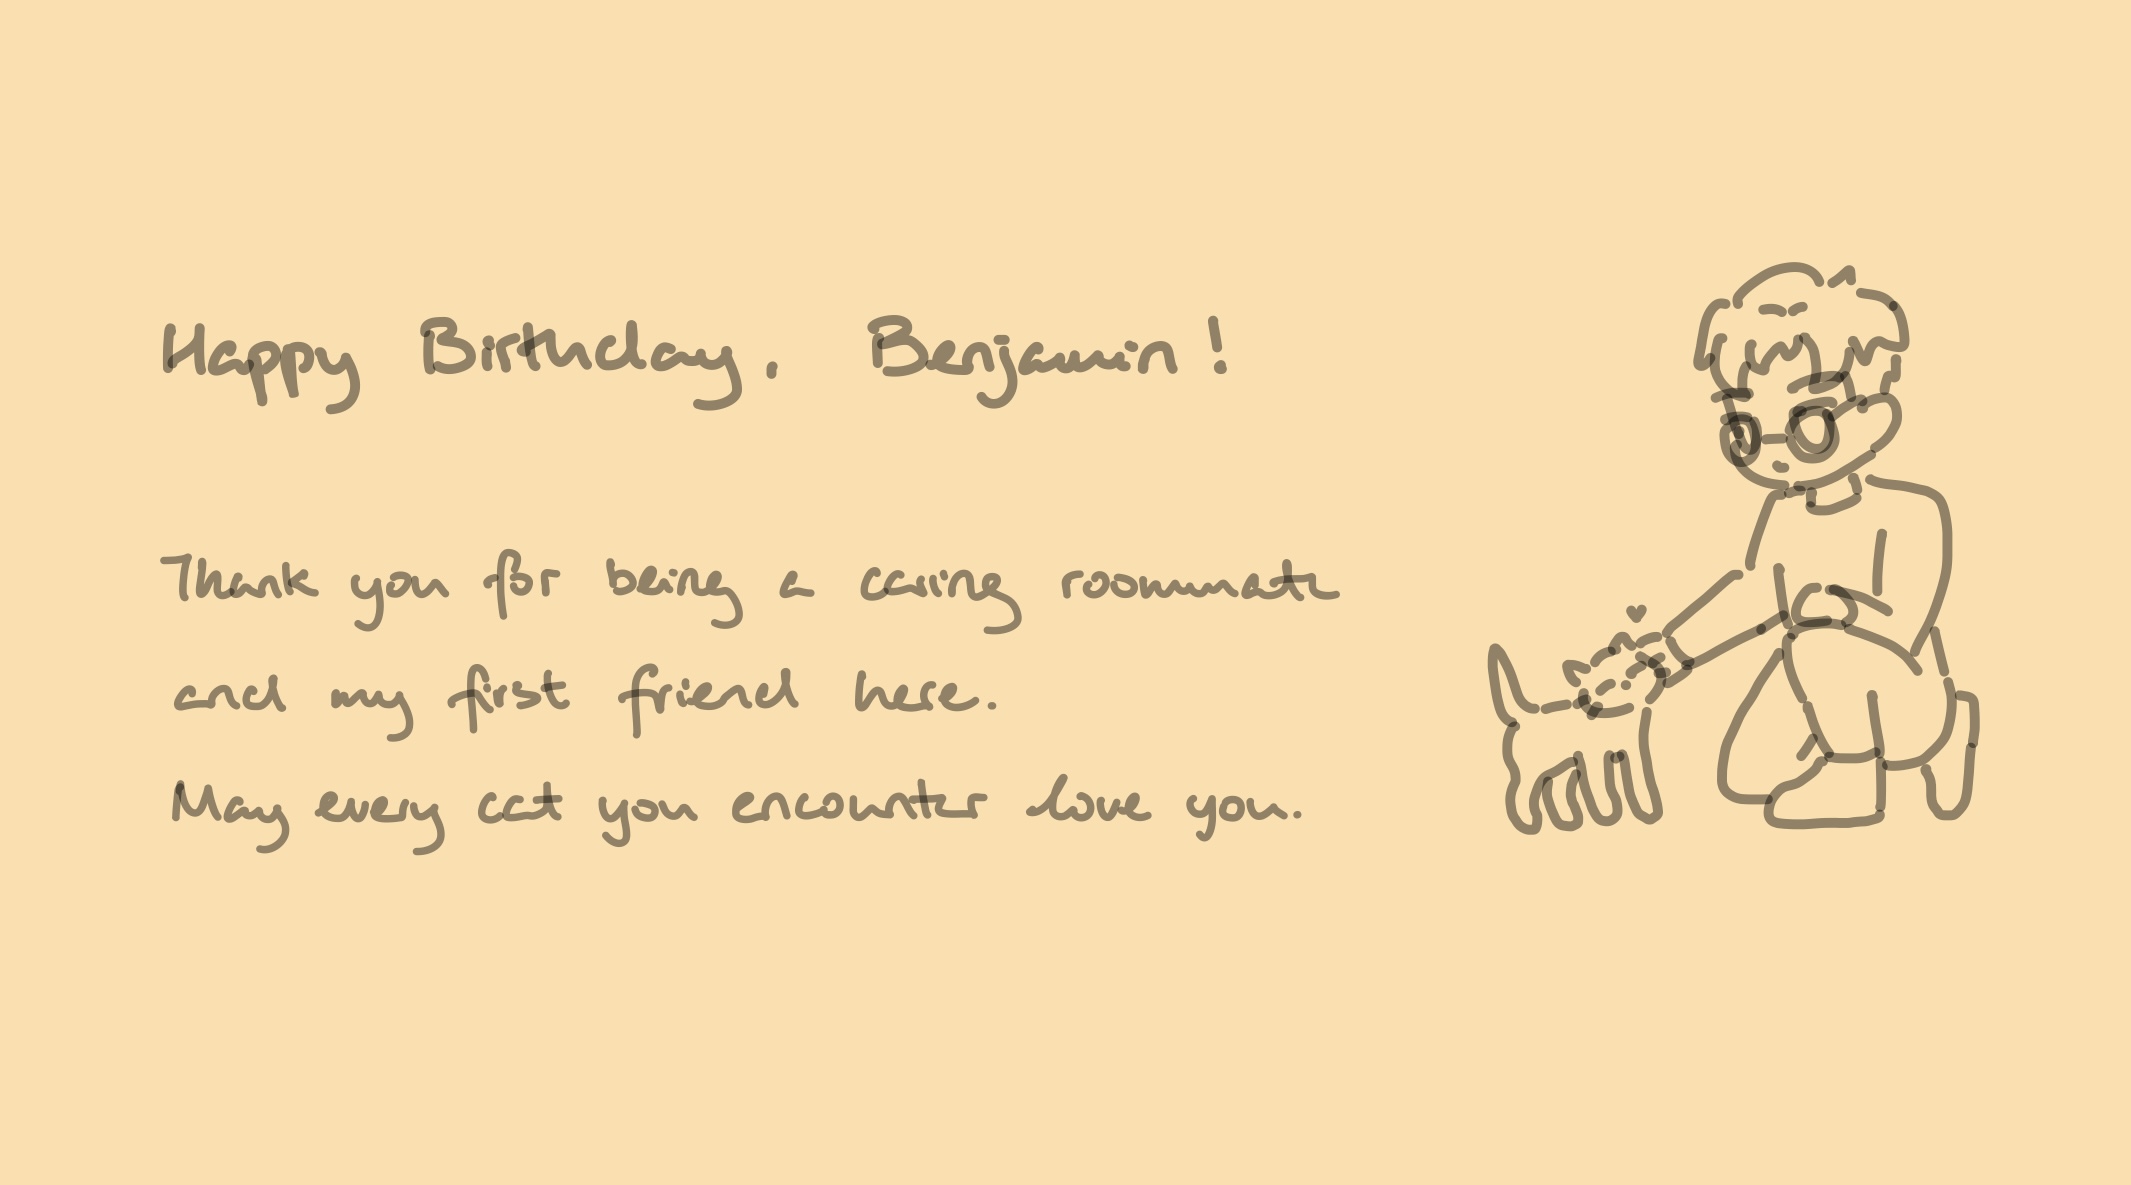 Happy Birthday, Benjamin!
Thank you for being a caring roommate
and my first friend here.
May every cat you encounter love you.